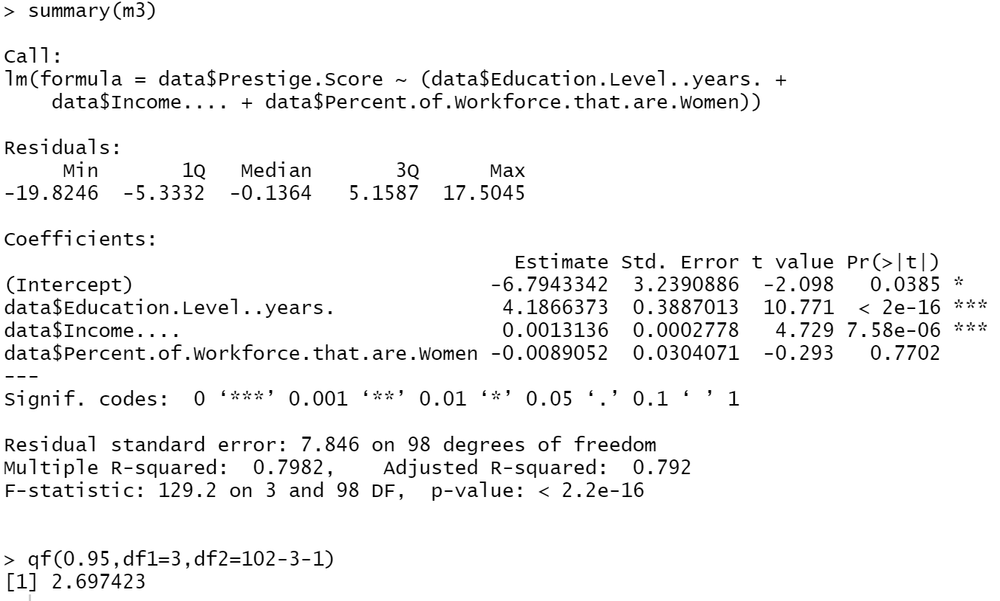 > summary(m3)
Call:
lm(formula = data$Prestige.Score ~ (data$Education.Level..years. +
    data$Income.... + data$Percent.of.Workforce.that.are.Women))
Residuals:
     Min       1Q   Median       3Q      Max
-19.8246  -5.3332  -0.1364   5.1587  17.5045
Coefficients:
                                           Estimate Std. Error t value Pr(>|t|)
(Intercept)                              -6.7943342  3.2390886  -2.098   0.0385 *
data$Education.Level..years.              4.1866373  0.3887013  10.771  < 2e-16 ***
data$Income....                           0.0013136  0.0002778   4.729 7.58e-06 ***
data$Percent.of.Workforce.that.are.Women -0.0089052  0.0304071  -0.293   0.7702
---
Signif. codes:  0 ‘***’ 0.001 ‘**’ 0.01 ‘*’ 0.05 ‘.’ 0.1 ‘ ’ 1
Residual standard error: 7.846 on 98 degrees of freedom
Multiple R-squared:  0.7982,    Adjusted R-squared:  0.792
F-statistic: 129.2 on 3 and 98 DF,  p-value: < 2.2e-16
> qf(0.95,df1=3,df2=102-3-1)
[1] 2.697423